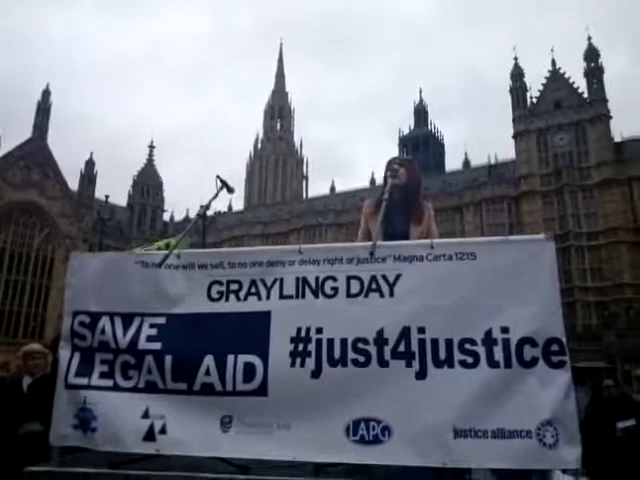 "To no one will we sell, to no one deny or delay right or justice" Magna Carta 1215
GRAYLING DAY
SAVE
LEGAL AID
#just4justice
LAPG
justice alliance